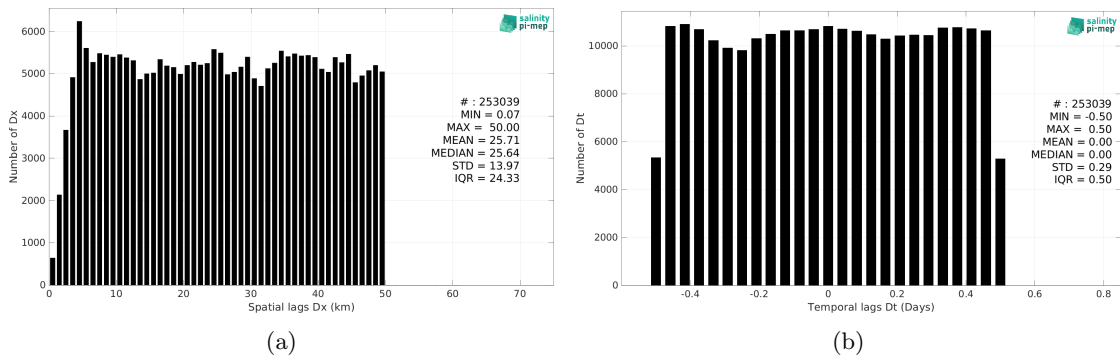 salinity
pi-mep
6000
5000
4000
3000
2000
1000
0
Number of Dx
# : 253039
MIN = 0.07
MAX = 50.00
MEAN = 25.71
MEDIAN = 25.64
STD = 13.97
IQR = 24.33
0 10 20 30 40 50 60 70
Spatial lags Dx (km)
(a)
salinity
pi-mep
10000
8000
6000
4000
2000
0
Number of Dt
# : 253039
MIN = -0.50
MAX = 0.50
MEAN = 0.00
MEDIAN = 0.00
STD = 0.29
IQR = 0.50
-0.4 -0.2 0 0.2 0.4 0.6 0.8
Temporal lags Dt (Days)
(b)